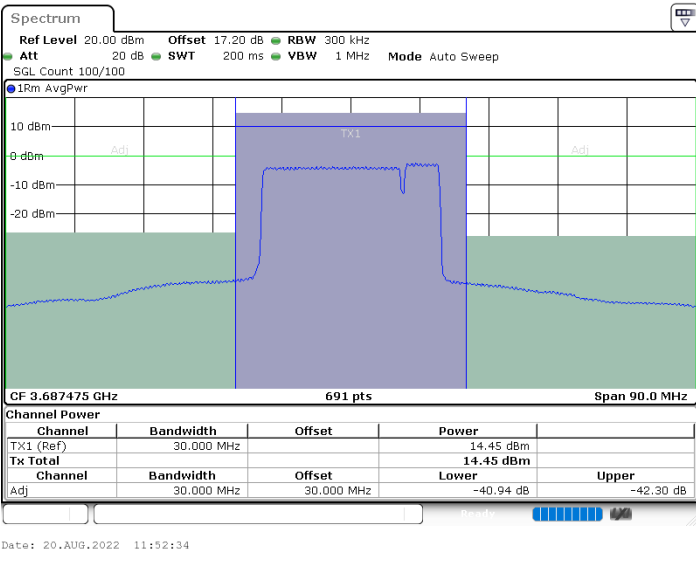 Spectrum
Ref Level 20.00 dBm Offset 17.20 dB RBW 300 kHz
Att 20 dB SWT 200 ms VBW 1 MHz Mode Auto Sweep
SGL Count 100/100
1Rm AvgPwr
10 dBm
TX1
Adj Adj
0 dBm
-10 dBm
-20 dBm
CF 3.687475 GHz 691 pts Span 90.0 MHz
Channel Power
Channel Bandwidth Offset Power
TX1 (Ref) 30.000 MHz 14.45 dBm
Tx Total 14.45 dBm
Channel Bandwidth Offset Lower Upper
Adj 30.000 MHz 30.000 MHz -40.94 dB -42.30 dB
Ready
Date: 20.AUG.2022 11:52:34